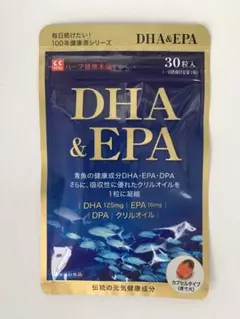 毎日続けたい!
100年健康源シリーズ
DHA&EPA
ハーブ健康本舗
30粒入
DHA
&EPA
青魚の健康成分DHA・EPA・DPA
さらに、吸収性に優れたクリルオイルを
1粒に凝縮
DHA 125mg
EPA 16mg
DPA
クリルオイル
カプセルタイプ
(実寸大)
伝統の元気健康成分